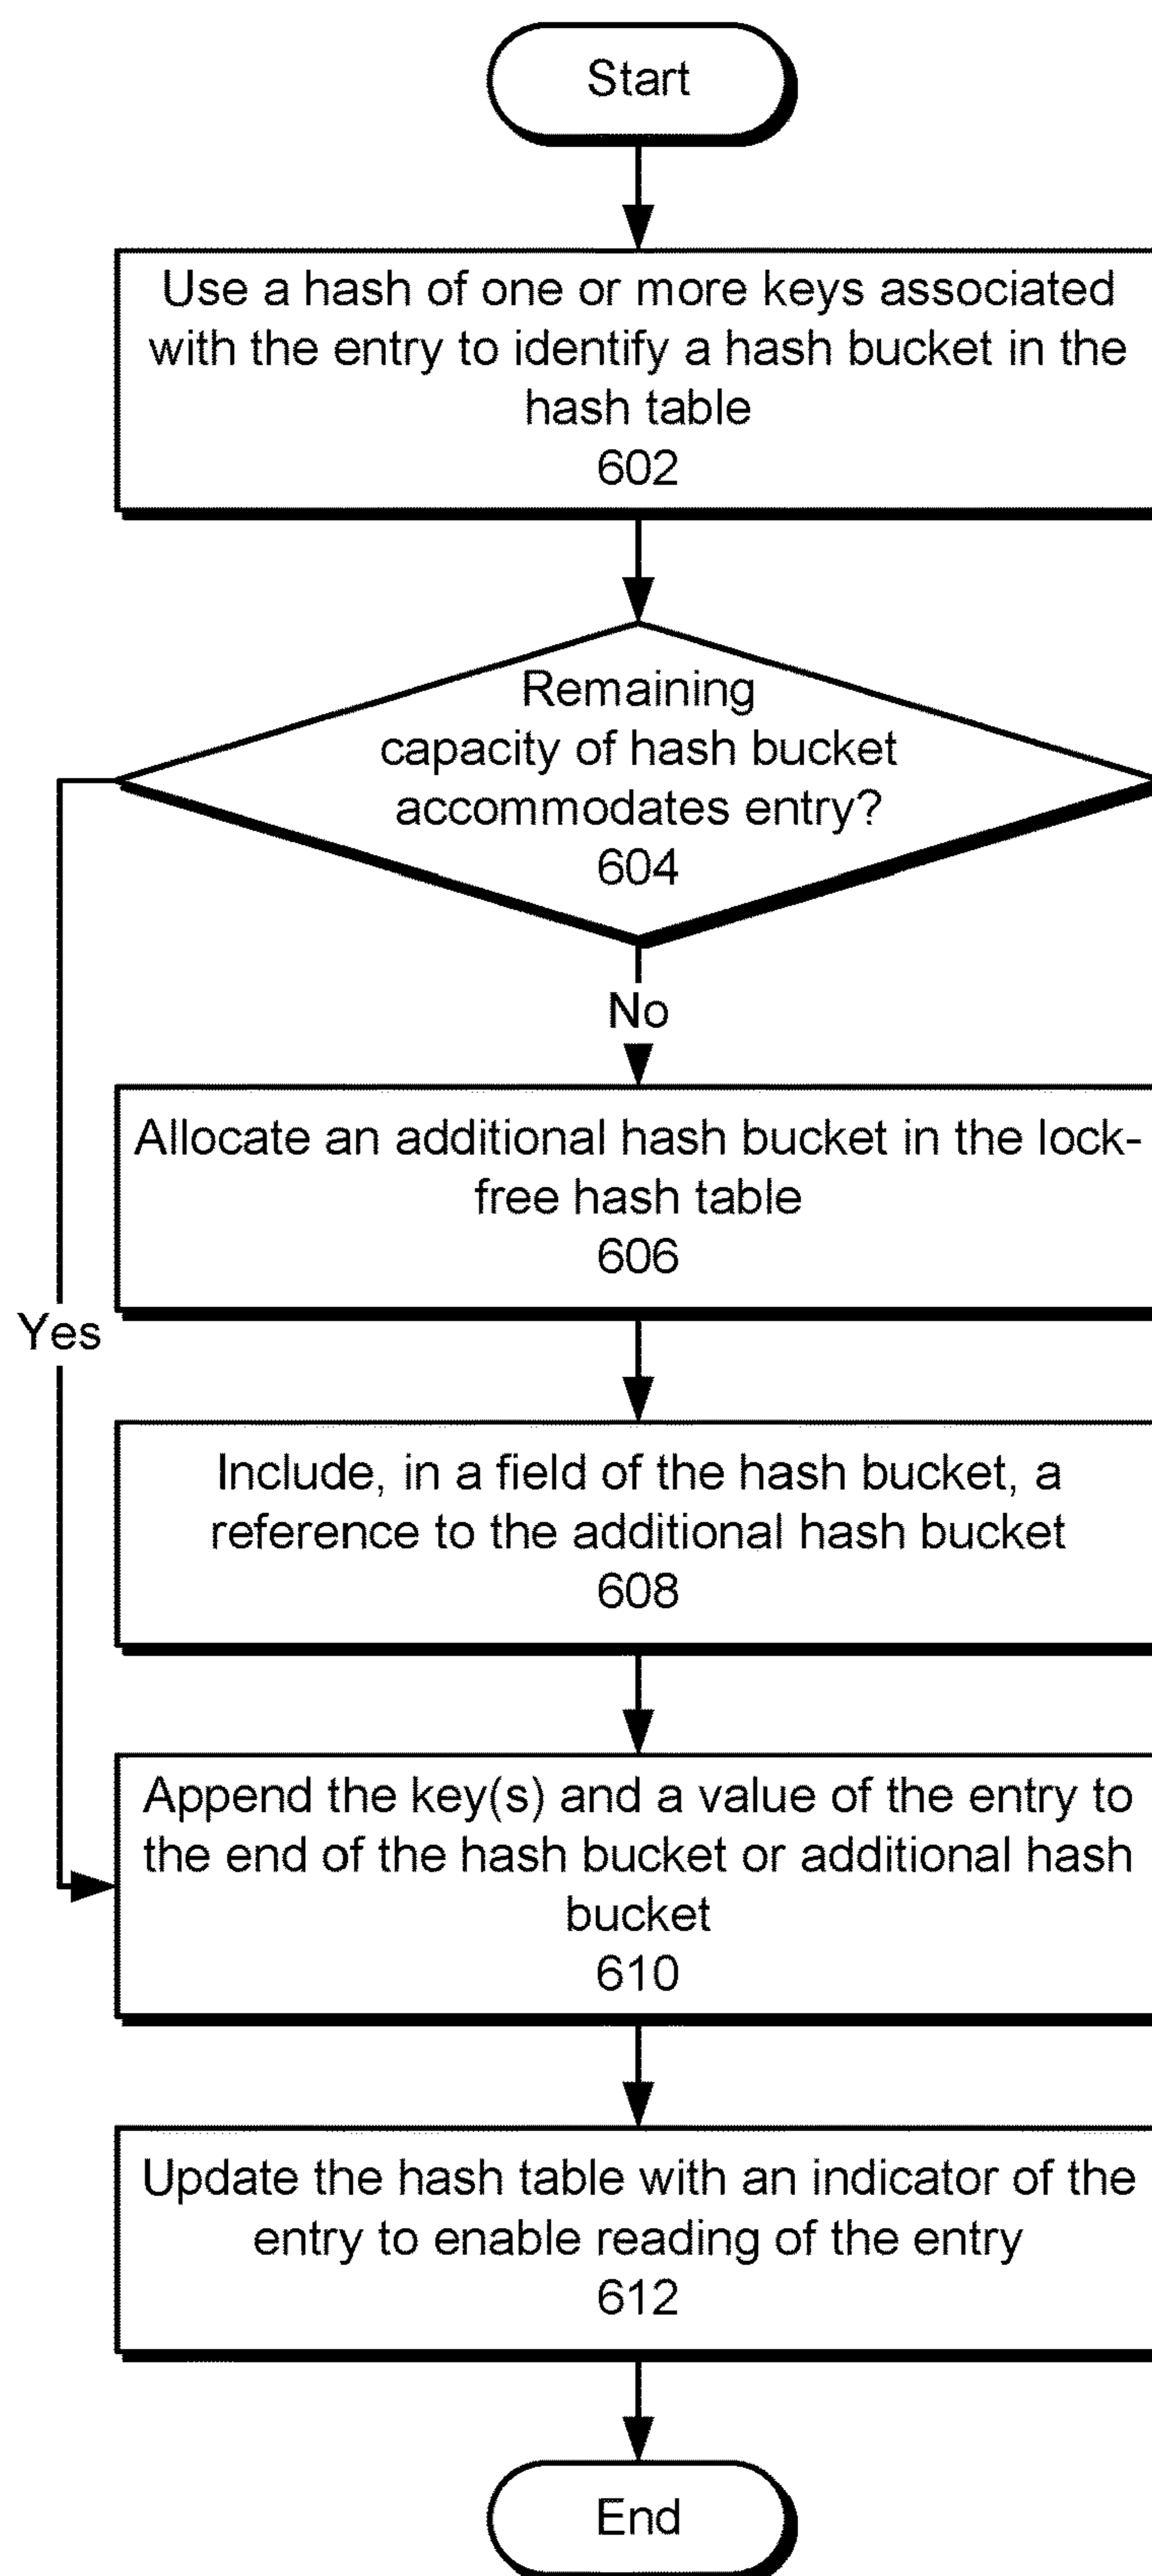 Start
Use a hash of one or more keys associated
with the entry to identify a hash bucket in the
hash table
602
Remaining
capacity of hash bucket
accommodates entry?
604
No
Allocate an additional hash bucket in the lock-
free hash table
606
Yes
Include, in a field of the hash bucket, a
reference to the additional hash bucket
608
Append the key(s) and a value of the entry to
the end of the hash bucket or additional hash
bucket
610
Update the hash table with an indicator of the
entry to enable reading of the entry
612
End